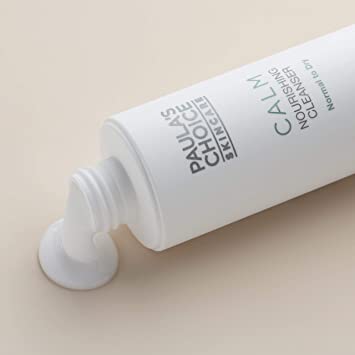 PAULA'S
CHOICE
SKINCARE
CALM
NOURISHING
CLEANSER
Normal to Dry